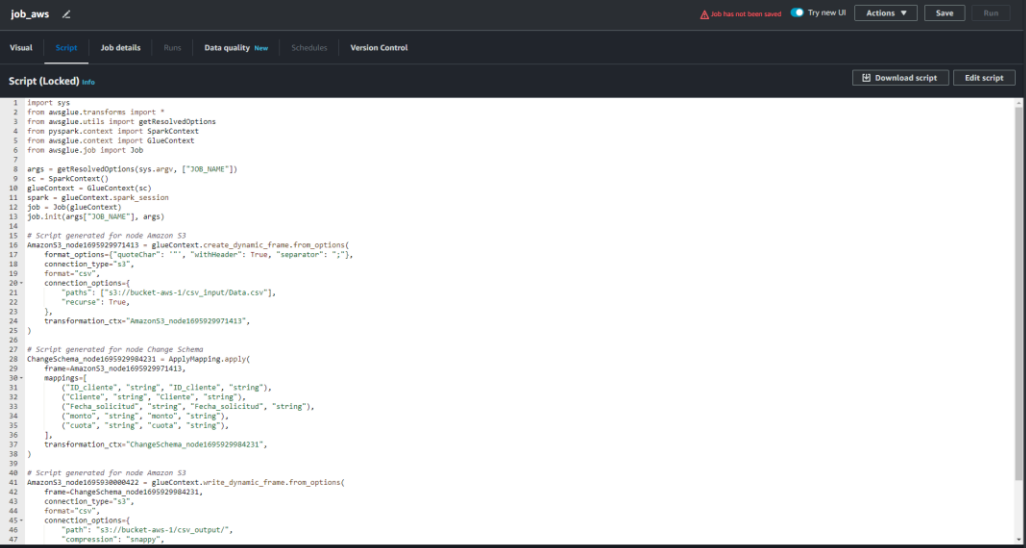 job_aws
Job has not been saved
Try new UI
Actions
Save
Run
Visual
Script
Job details
Runs
Data quality New
Schedules
Version Control
Script (Locked) Info
Download script
Edit script
1 import sys
2 from awsglue.transforms import *
3 from awsglue.utils import getResolvedOptions
4 from pyspark.context import SparkContext
5 from awsglue.context import GlueContext
6 from awsglue.job import Job
7
8 args = getResolvedOptions(sys.argv, ["JOB_NAME"])
9 sc = SparkContext()
10 glueContext = GlueContext(sc)
11 spark = glueContext.spark_session
12 job = Job(glueContext)
13 job.init(args["JOB_NAME"], args)
14
15 # Script generated for node Amazon S3
16 AmazonS3_node1695929971413 = glueContext.create_dynamic_frame.from_options(
17 format_options={"quoteChar": '"', "withHeader": True, "separator": ";"},
18 connection_type="s3",
19 format="csv",
20 connection_options={
21 "paths": ["s3://bucket-aws-1/csv_input/Data.csv"],
22 "recurse": True,
23 },
24 transformation_ctx="AmazonS3_node1695929971413",
25 )
26
27 # Script generated for node Change Schema
28 ChangeSchema_node1695929984231 = ApplyMapping.apply(
29 frame=AmazonS3_node1695929971413,
30 mappings=[
31 ("ID_cliente", "string", "ID_cliente", "string"),
32 ("Cliente", "string", "Cliente", "string"),
33 ("Fecha_solicitud", "string", "Fecha_solicitud", "string"),
34 ("monto", "string", "monto", "string"),
35 ("cuota", "string", "cuota", "string"),
36 ],
37 transformation_ctx="ChangeSchema_node1695929984231",
38 )
39
40 # Script generated for node Amazon S3
41 AmazonS3_node1695930000422 = glueContext.write_dynamic_frame.from_options(
42 frame=ChangeSchema_node1695929984231,
43 connection_type="s3",
44 format="csv",
45 connection_options={
46 "path": "s3://bucket-aws-1/csv_output/",
47 "compression": "snappy",